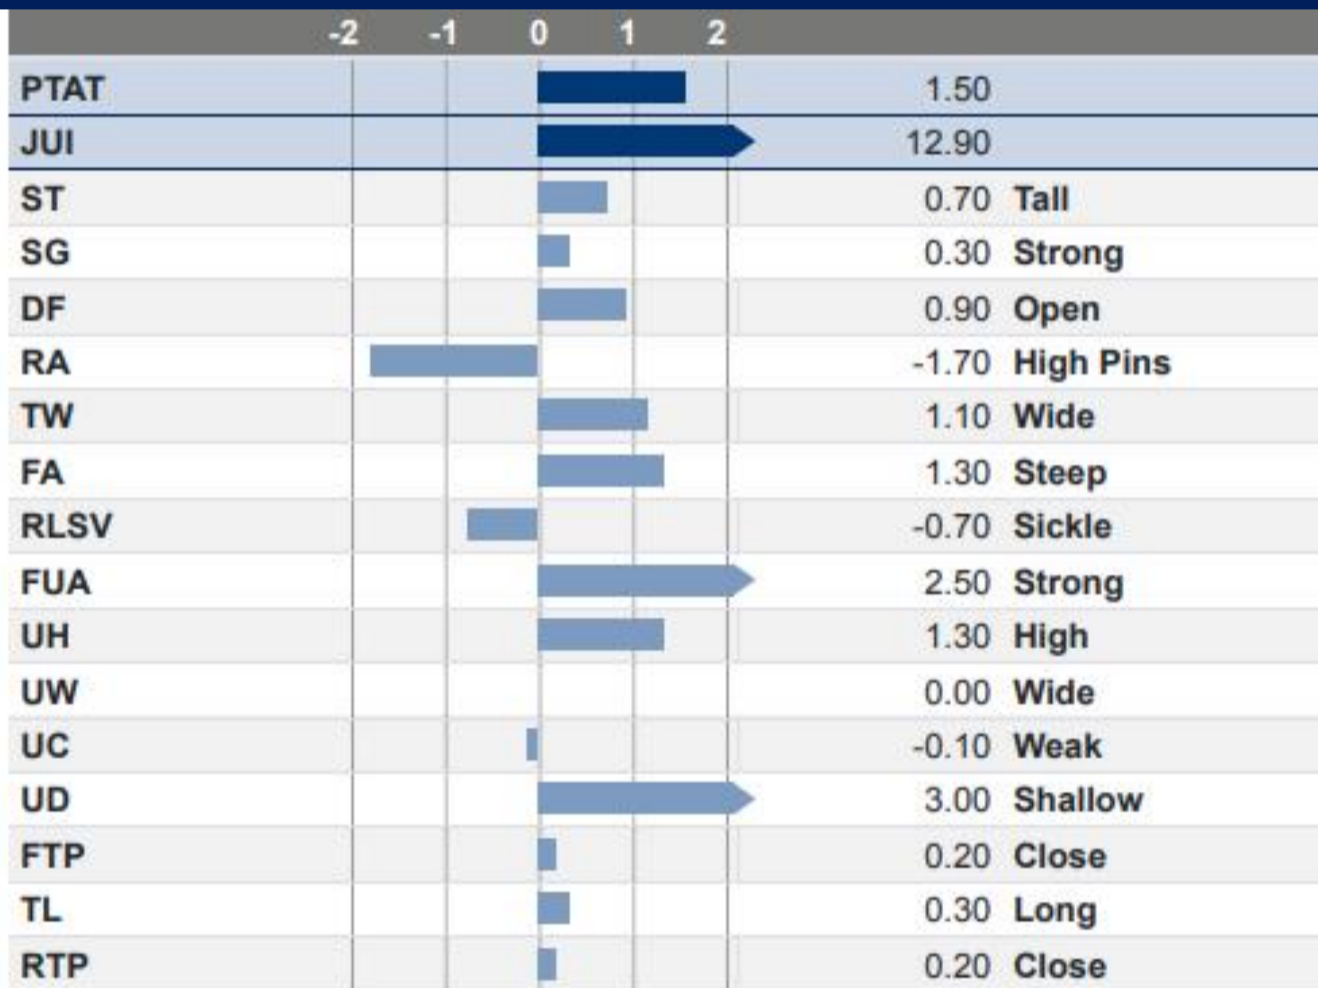 -2 -1 0 1 2
PTAT 1.50
JUI 12.90
ST 0.70 Tall
SG 0.30 Strong
DF 0.90 Open
RA -1.70 High Pins
TW 1.10 Wide
FA 1.30 Steep
RLSV -0.70 Sickle
FUA 2.50 Strong
UH 1.30 High
UW 0.00 Wide
UC -0.10 Weak
UD 3.00 Shallow
FTP 0.20 Close
TL 0.30 Long
RTP 0.20 Close